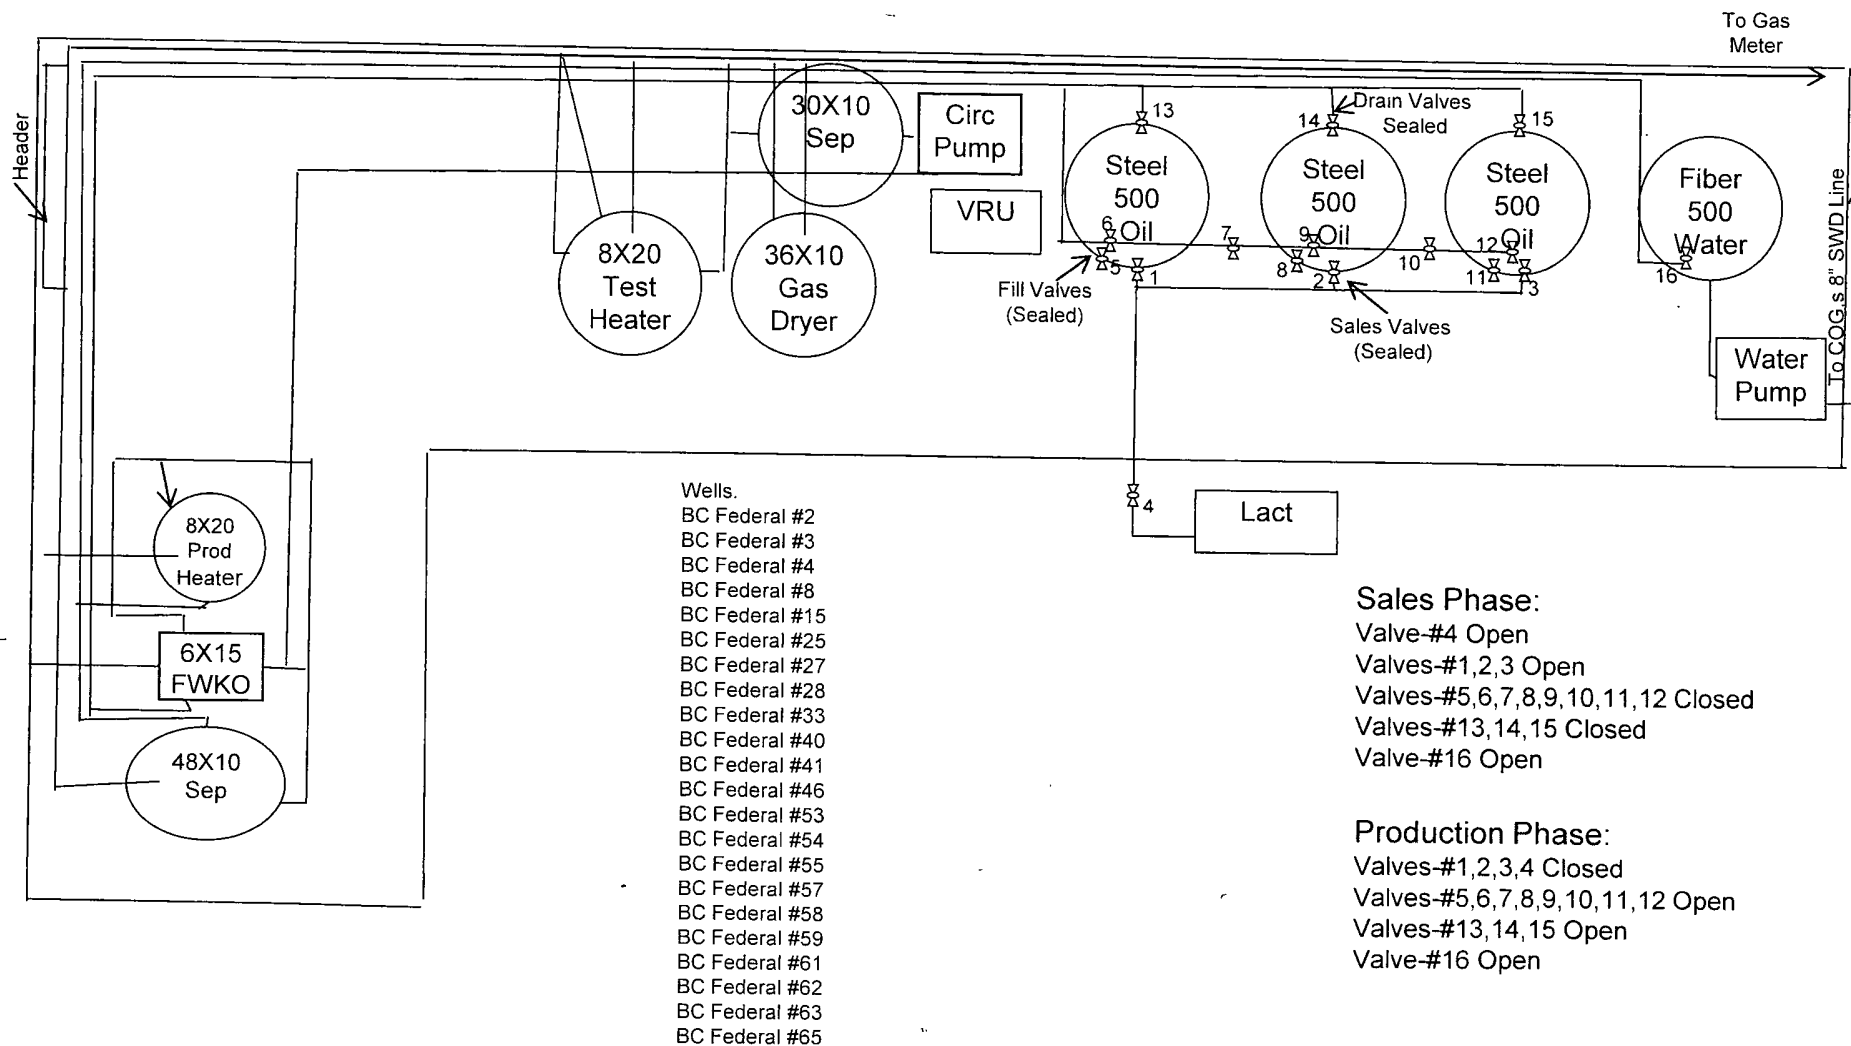 To Gas
Meter
Header
30X10
Sep
Circ
Pump
VRU
8X20
Test
Heater
36X10
Gas
Dryer
13
Steel
500
Oil
6
5
1
Fill Valves
(Sealed)
7
14
Drain Valves
Sealed
Steel
500
Oil
9
8
2
Sales Valves
(Sealed)
10
15
Steel
500
Oil
12
11
3
Fiber
500
Water
16
Water
Pump
To COG,s 8" SWD Line
4
Lact
8X20
Prod
Heater
6X15
FWKO
48X10
Sep
Wells.
BC Federal #2
BC Federal #3
BC Federal #4
BC Federal #8
BC Federal #15
BC Federal #25
BC Federal #27
BC Federal #28
BC Federal #33
BC Federal #40
BC Federal #41
BC Federal #46
BC Federal #53
BC Federal #54
BC Federal #55
BC Federal #57
BC Federal #58
BC Federal #59
BC Federal #61
BC Federal #62
BC Federal #63
BC Federal #65
Sales Phase:
Valve-#4 Open
Valves-#1,2,3 Open
Valves-#5,6,7,8,9,10,11,12 Closed
Valves-#13,14,15 Closed
Valve-#16 Open
Production Phase:
Valves-#1,2,3,4 Closed
Valves-#5,6,7,8,9,10,11,12 Open
Valves-#13,14,15 Open
Valve-#16 Open